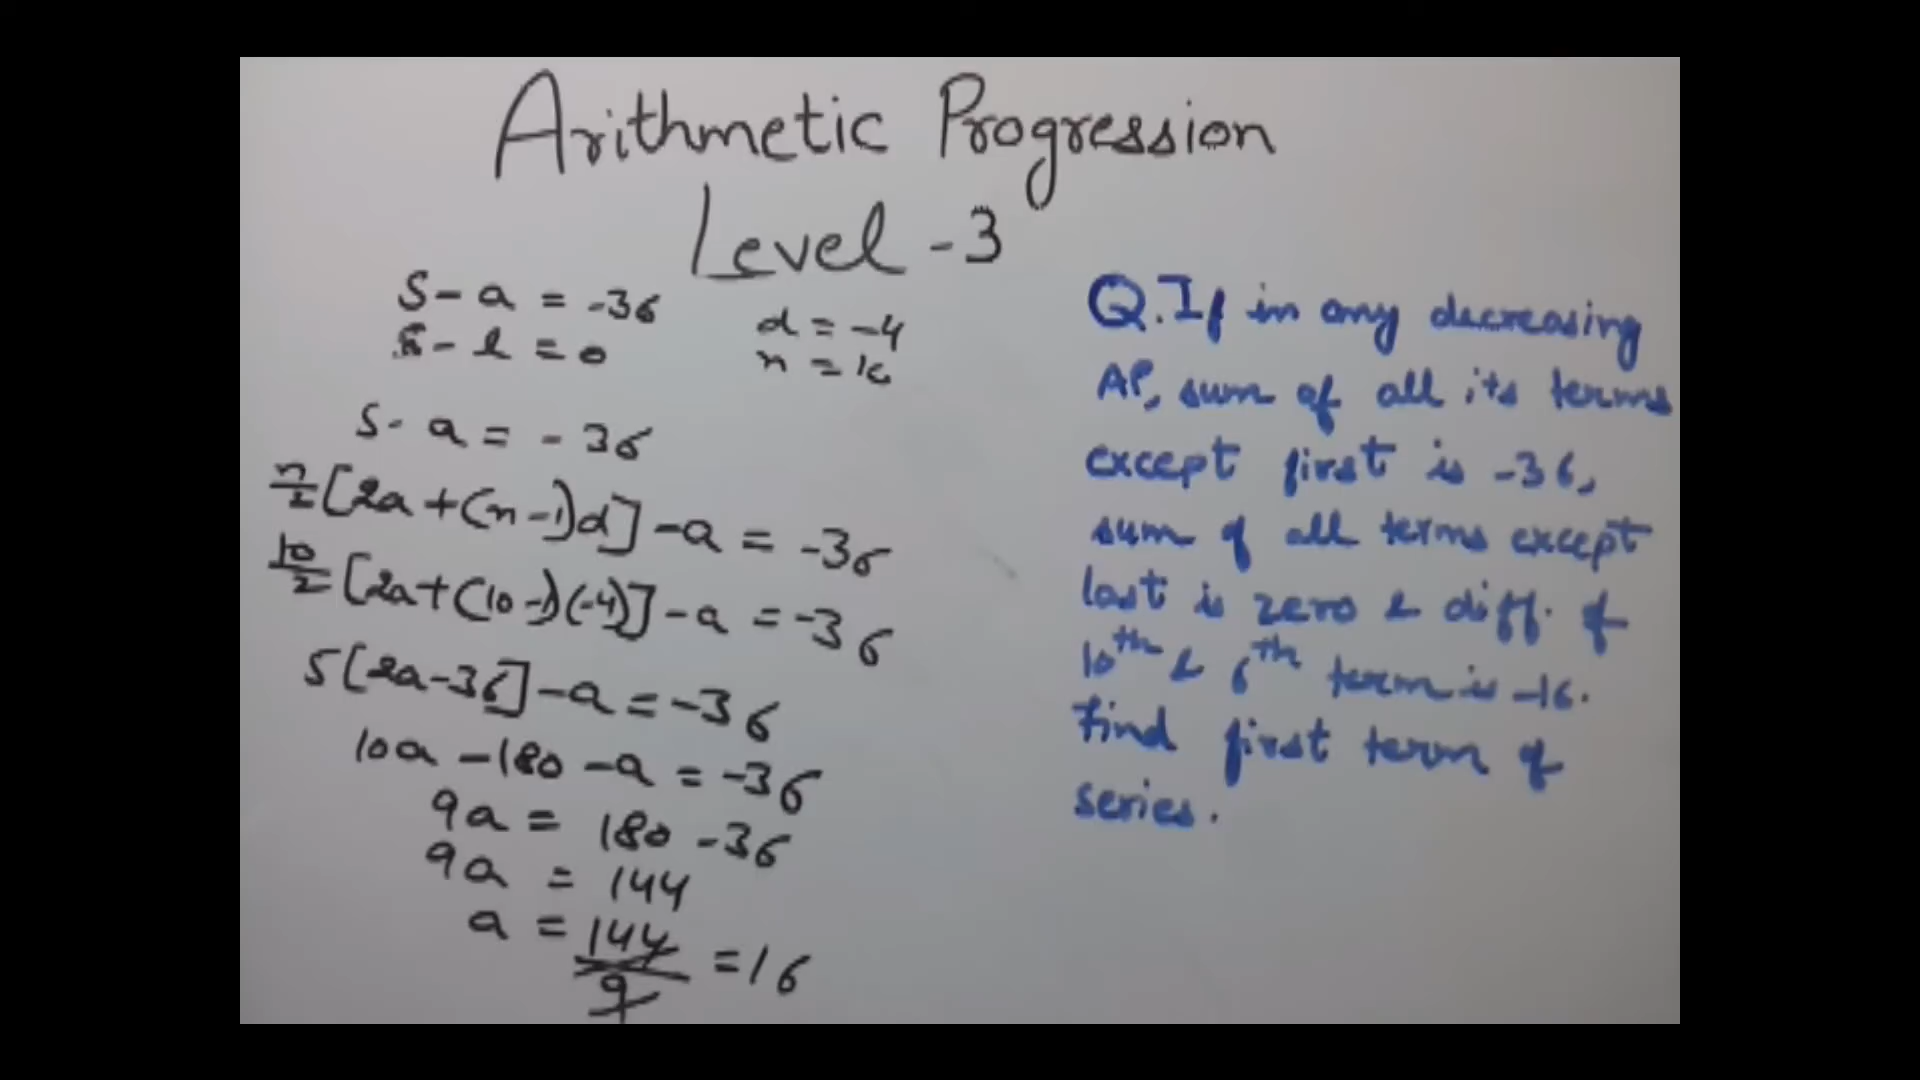 Arithmetic Progression
Level - 3
S - a = -36
S - l = 0
d = -4
n = 10
S - a = - 36
n/2 [2a + (n - 1)d] - a = -36
10/2 [2a + (10 - 1)(-4)] - a = -36
5 [2a - 36] - a = -36
10a - 180 - a = -36
9a = 180 - 36
9a = 144
a = 144/9 = 16
Q. If in any decreasing
AP, sum of all its terms
except first is -36,
sum of all terms except
last is zero & diff. of
10th & 6th term is -16.
Find first term of
series.